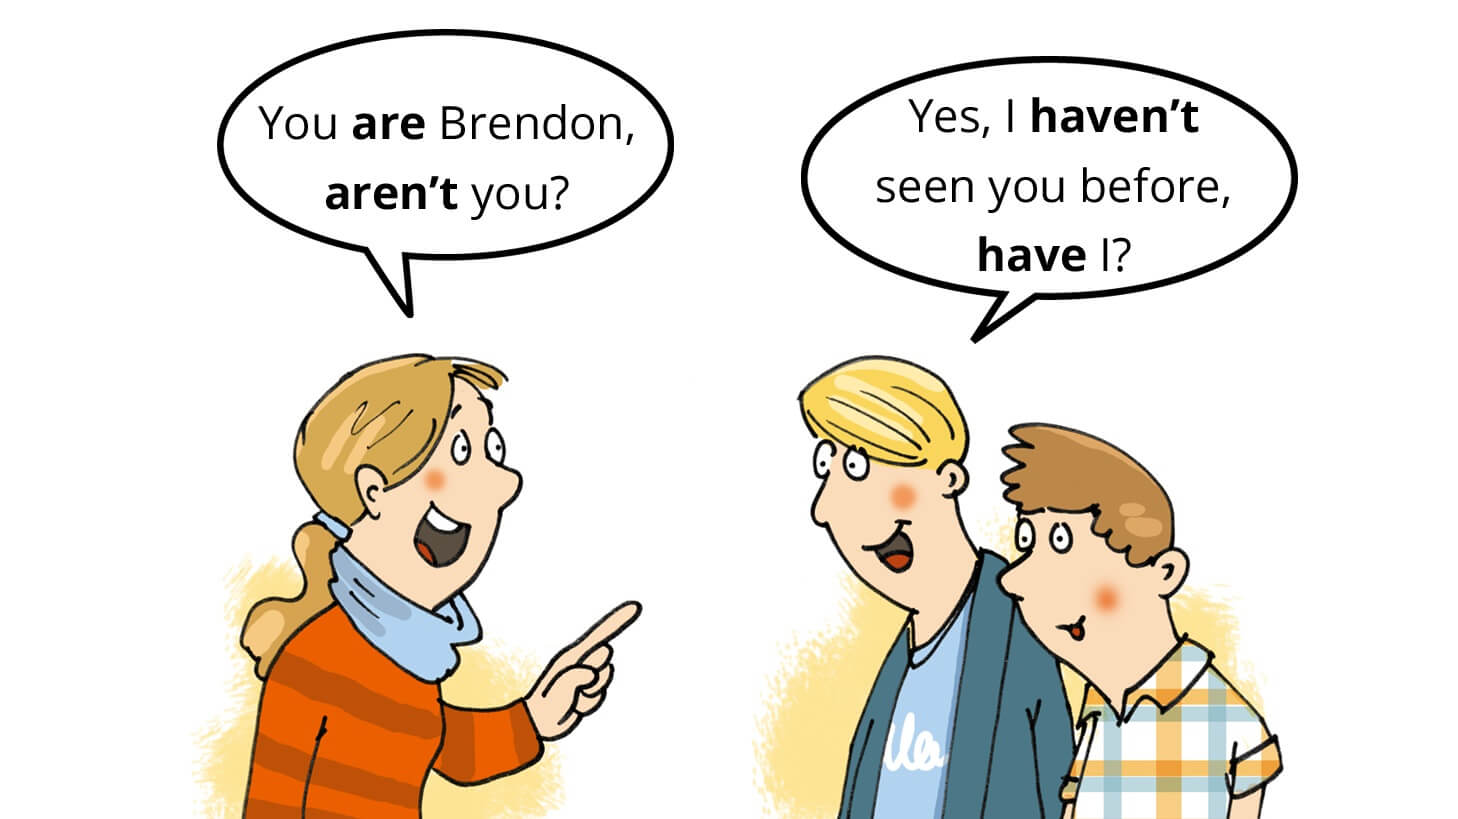 You are Brendon,
aren’t you?
Yes, I haven’t
seen you before,
have I?